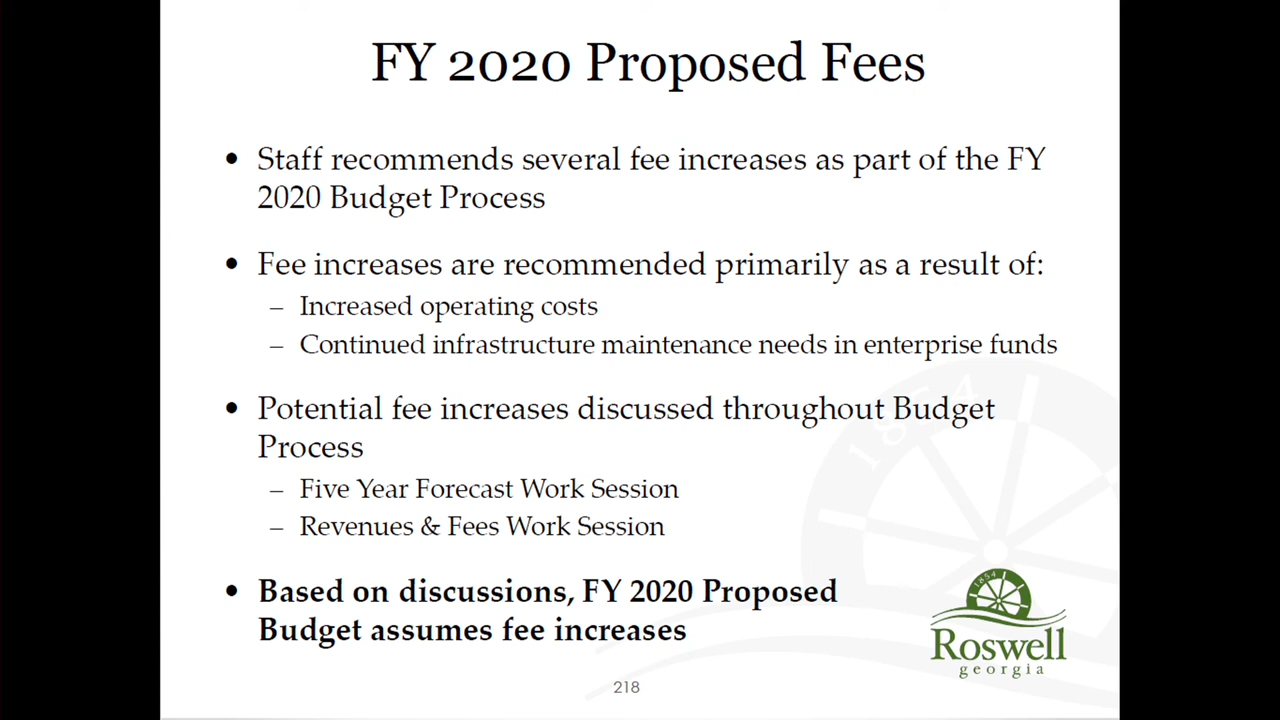 FY 2020 Proposed Fees
• Staff recommends several fee increases as part of the FY
2020 Budget Process
• Fee increases are recommended primarily as a result of:
– Increased operating costs
– Continued infrastructure maintenance needs in enterprise funds
• Potential fee increases discussed throughout Budget
Process
– Five Year Forecast Work Session
– Revenues & Fees Work Session
• Based on discussions, FY 2020 Proposed
Budget assumes fee increases
1854
1854
Roswell
georgia
218